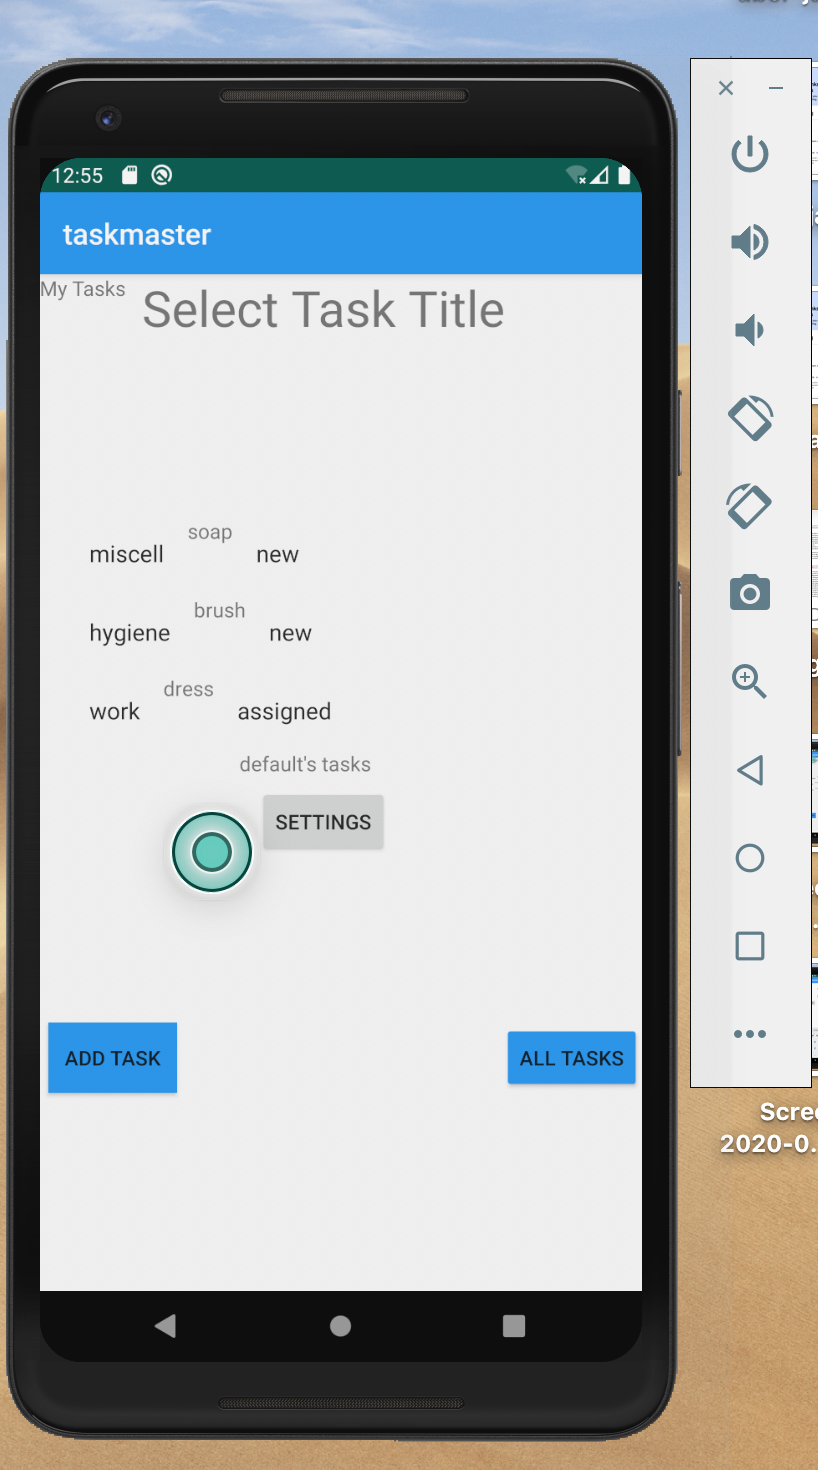 12:55
taskmaster
My Tasks
Select Task Title
soap
miscell new
brush
hygiene new
dress
work assigned
default's tasks
SETTINGS
ADD TASK
ALL TASKS
2020-0.